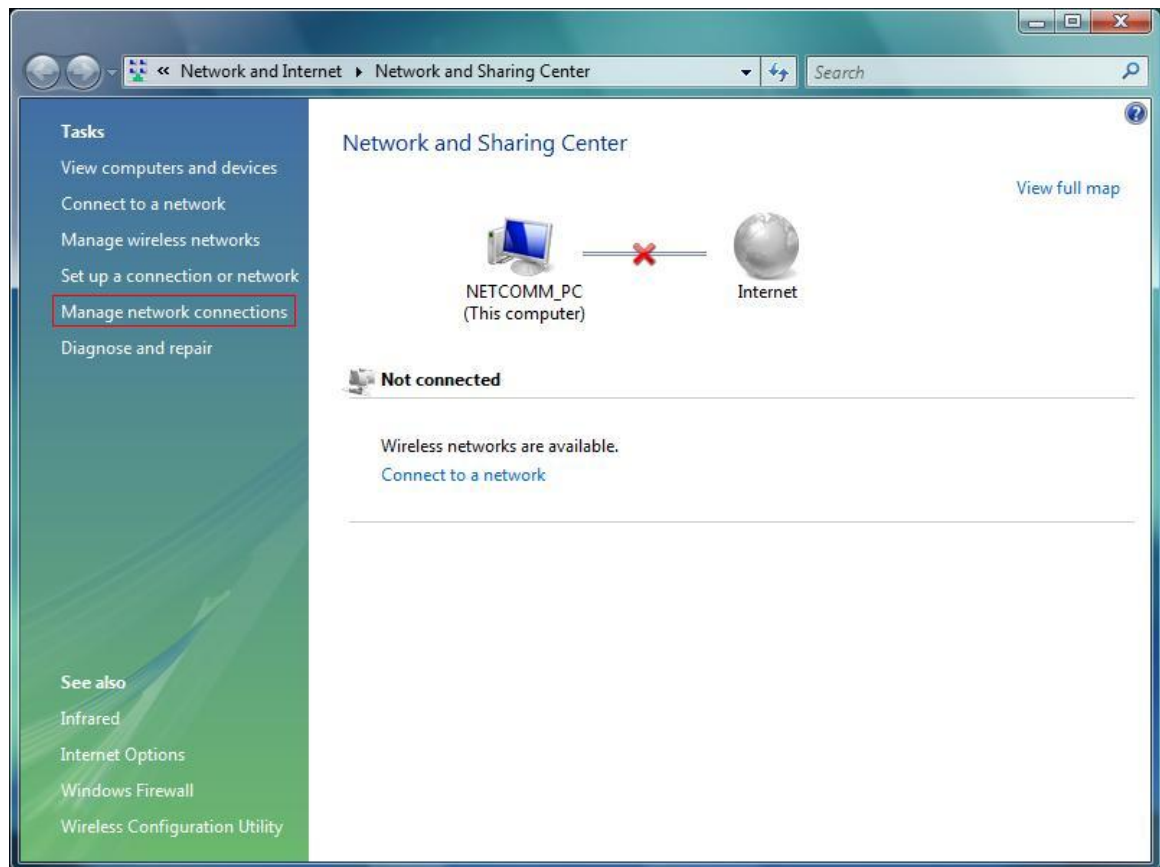 « Network and Internet ▸ Network and Sharing Center
Search
Tasks
View computers and devices
Connect to a network
Manage wireless networks
Set up a connection or network
Manage network connections
Diagnose and repair
See also
Infrared
Internet Options
Windows Firewall
Wireless Configuration Utility
Network and Sharing Center
View full map
NETCOMM_PC
(This computer)
Internet
Not connected
Wireless networks are available.
Connect to a network